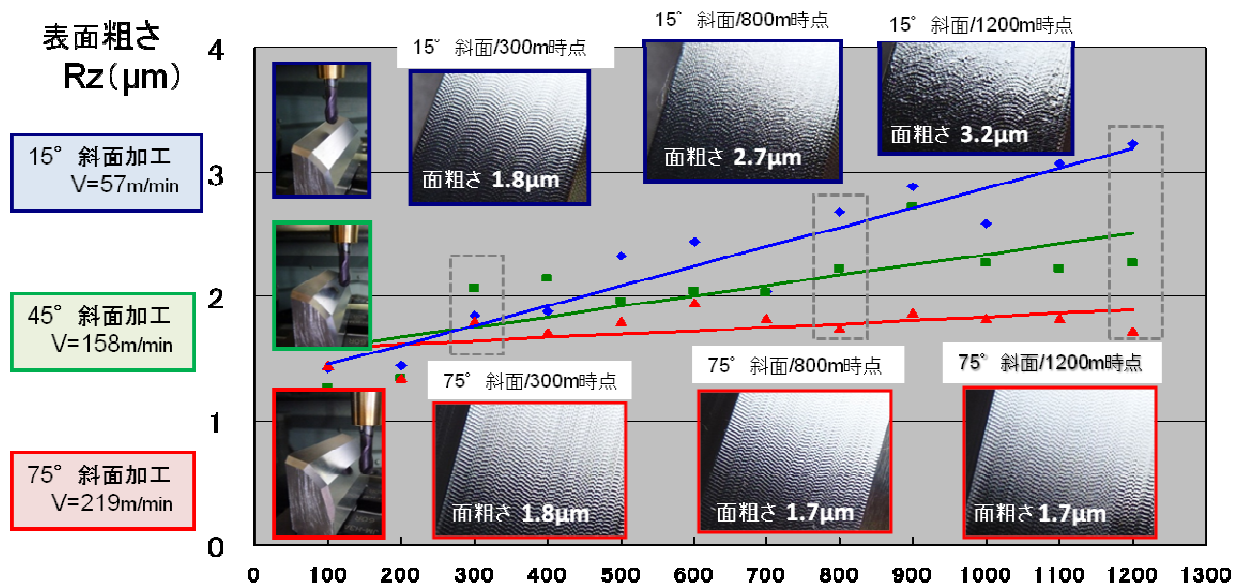 表面粗さ
Rz(μm)
15° 斜面加工
V=57m/min
45° 斜面加工
V=158m/min
75° 斜面加工
V=219m/min
4
3
2
1
0
15° 斜面/300m時点
面粗さ 1.8μm
15° 斜面/800m時点
面粗さ 2.7μm
15° 斜面/1200m時点
面粗さ 3.2μm
75° 斜面/300m時点
面粗さ 1.8μm
75° 斜面/800m時点
面粗さ 1.7μm
75° 斜面/1200m時点
面粗さ 1.7μm
0 100 200 300 400 500 600 700 800 900 1000 1100 1200 1300